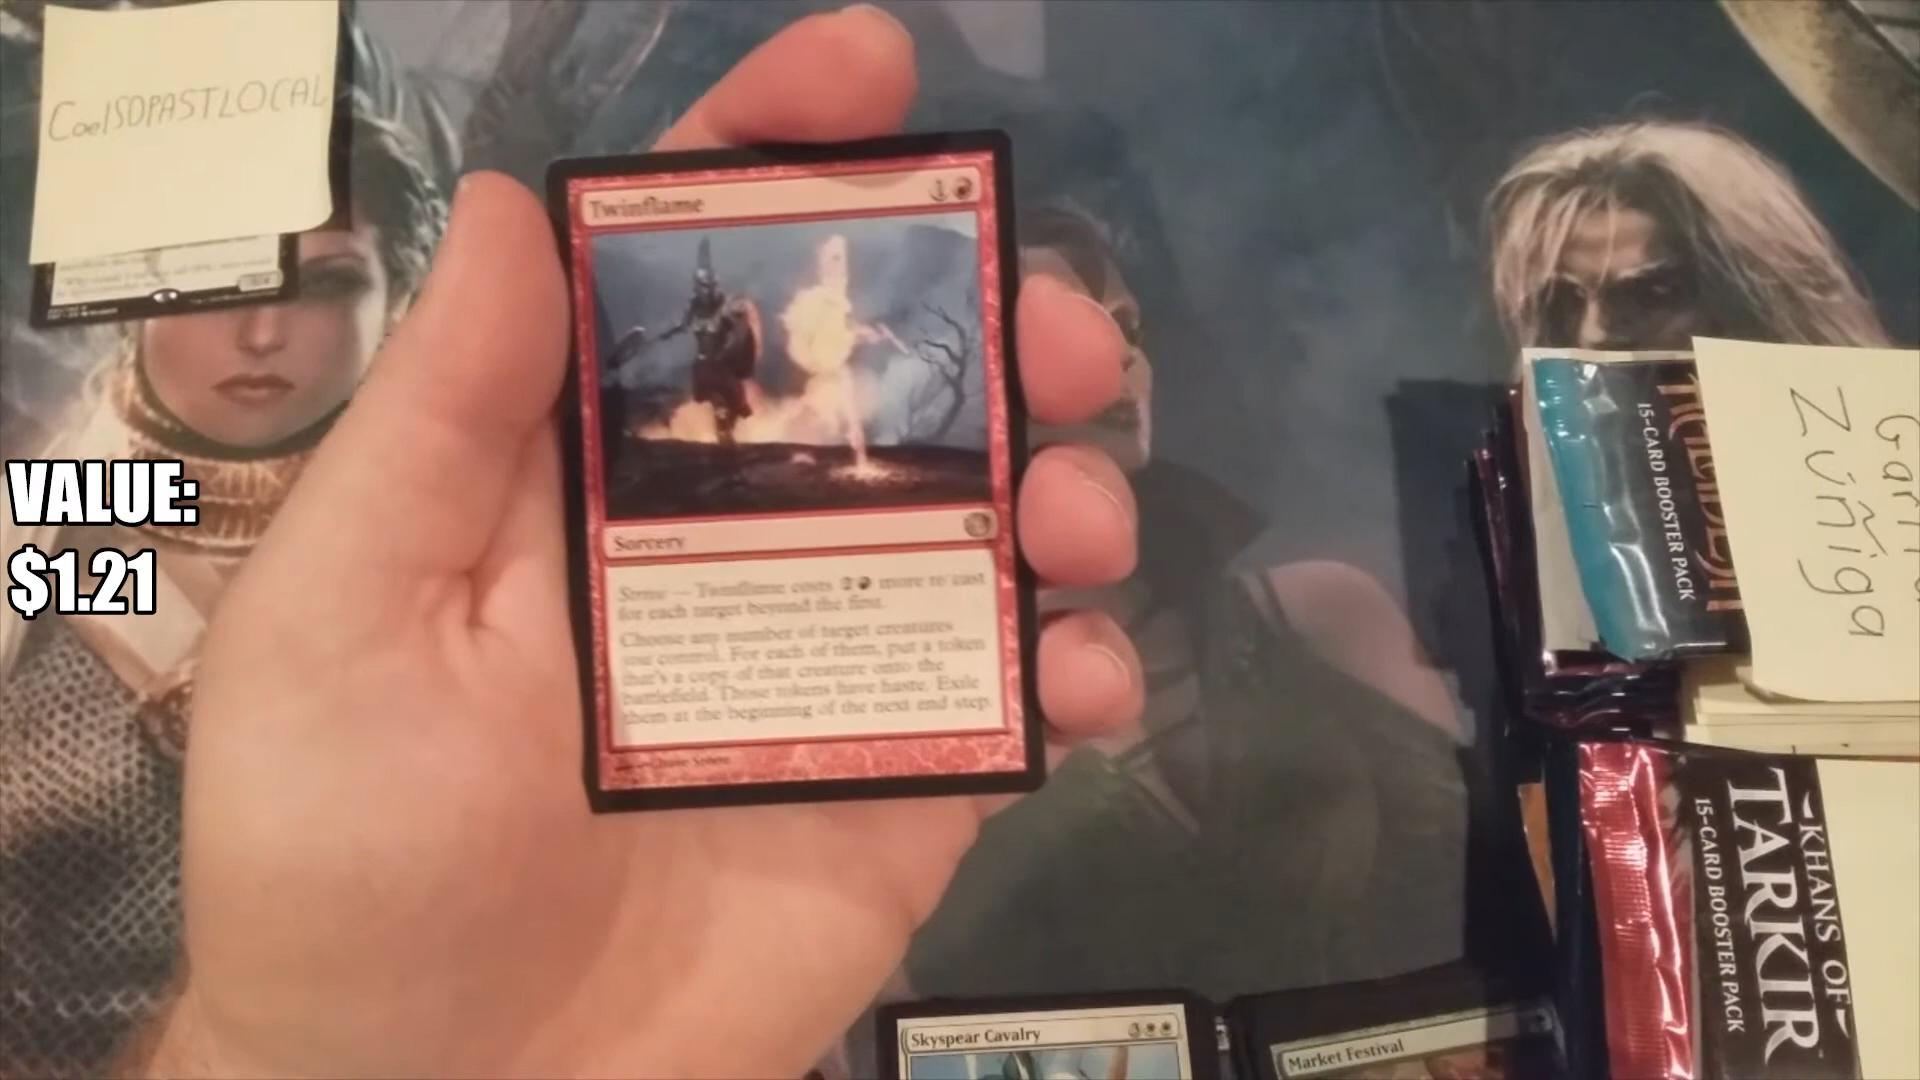 CoelSDPASTLOCAL
VALUE:
$1.21
Twinflame
1
Sorcery
Strive — Twinflame costs 2 more to cast
for each target beyond the first.
Choose any number of target creatures
you control. For each of them, put a token
that's a copy of that creature onto the
battlefield. Those tokens have haste. Exile
them at the beginning of the next end step.
15-CARD BOOSTER PACK
Zuñiga
KHANS OF
TARKIR
15-CARD BOOSTER PACK
Skyspear Cavalry
3
Market Festival